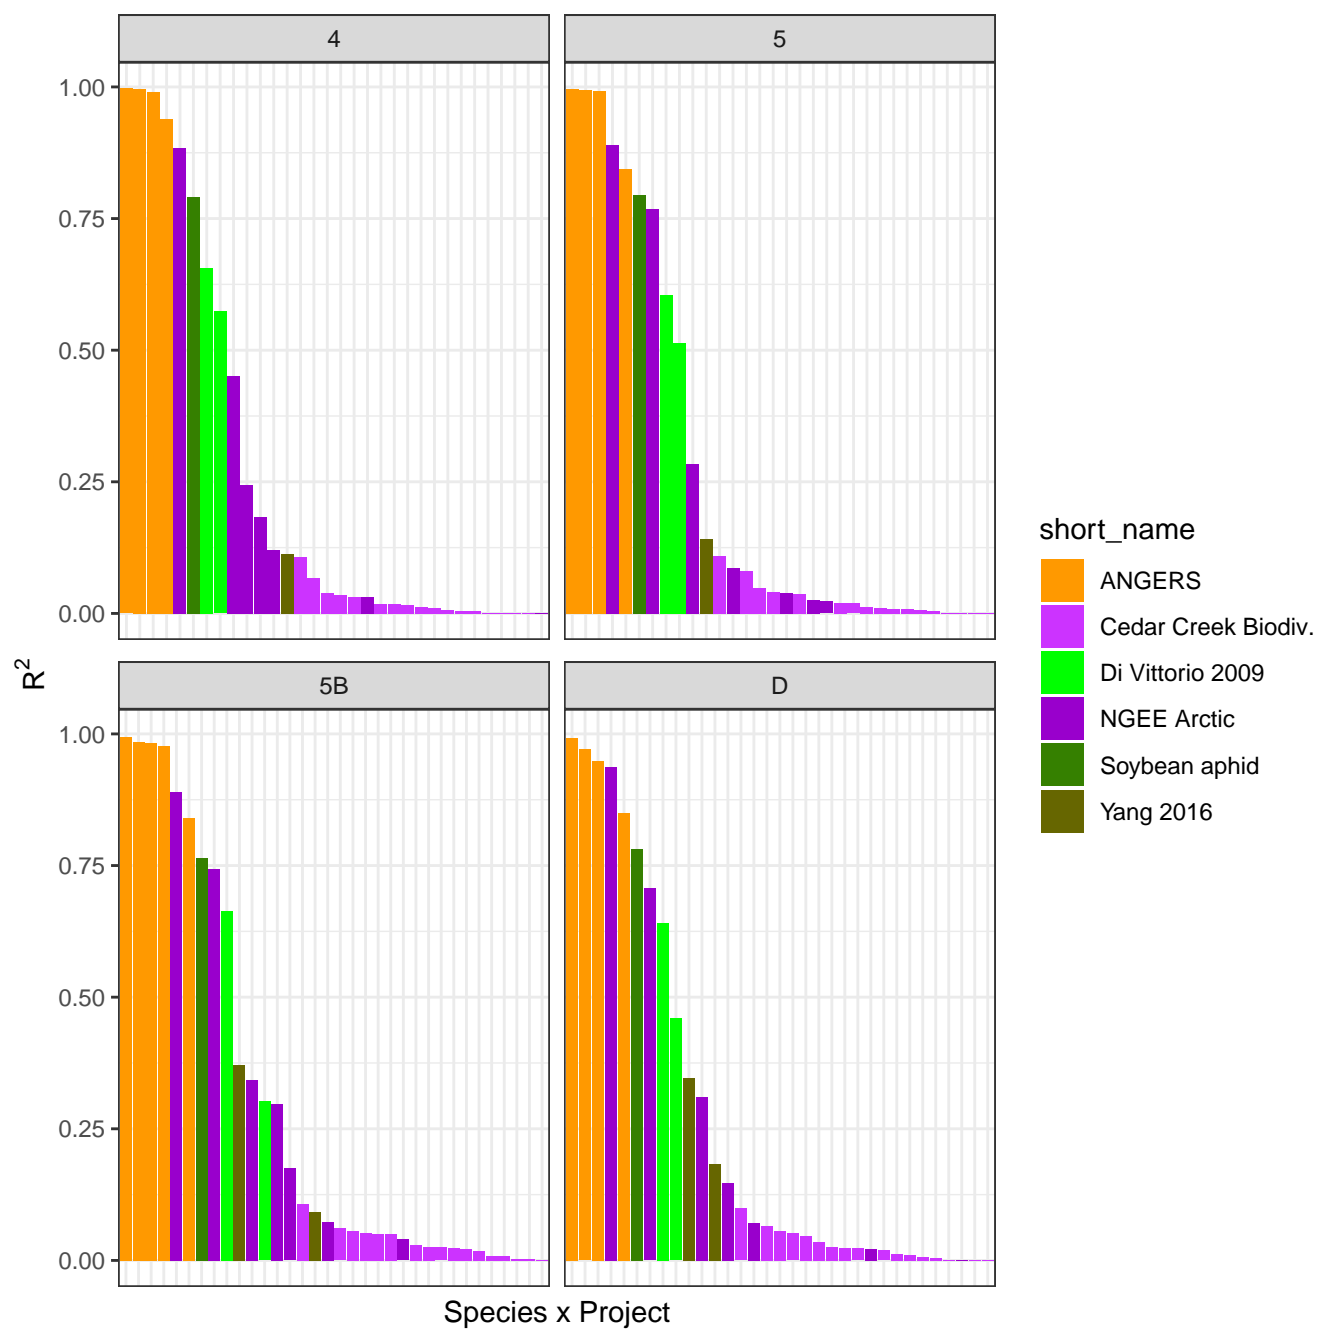 4
5
1.00
0.75
0.50
0.25
0.00
R²
5B
D
1.00
0.75
0.50
0.25
0.00
Species x Project
short_name
ANGERS
Cedar Creek Biodiv.
Di Vittorio 2009
NGEE Arctic
Soybean aphid
Yang 2016